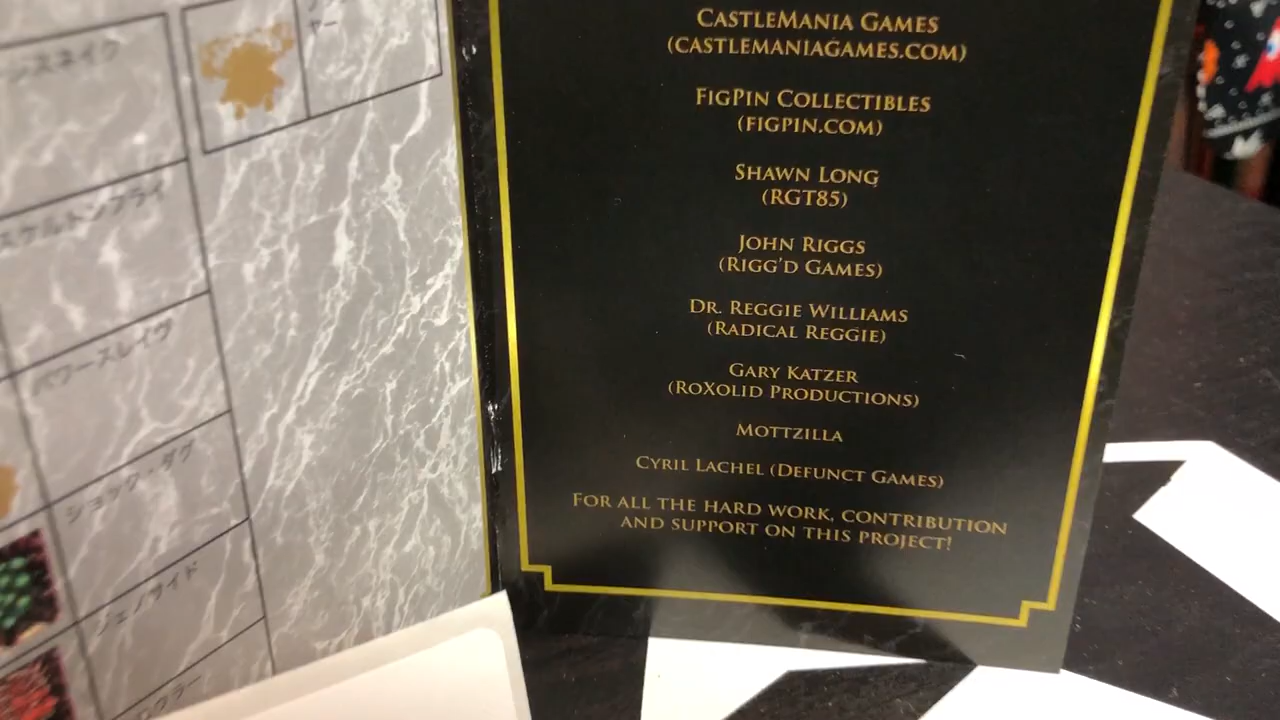 スケルトンフライ
パワースレイヴ
ショック・タグ
ジェノサイド
CASTLEMANIA GAMES
(CASTLEMANIAGAMES.COM)
FIGPIN COLLECTIBLES
(FIGPIN.COM)
SHAWN LONG
(RGT85)
JOHN RIGGS
(RIGG'D GAMES)
DR. REGGIE WILLIAMS
(RADICAL REGGIE)
GARY KATZER
(ROXOLID PRODUCTIONS)
MOTTZILLA
CYRIL LACHEL (DEFUNCT GAMES)
FOR ALL THE HARD WORK, CONTRIBUTION
AND SUPPORT ON THIS PROJECT!